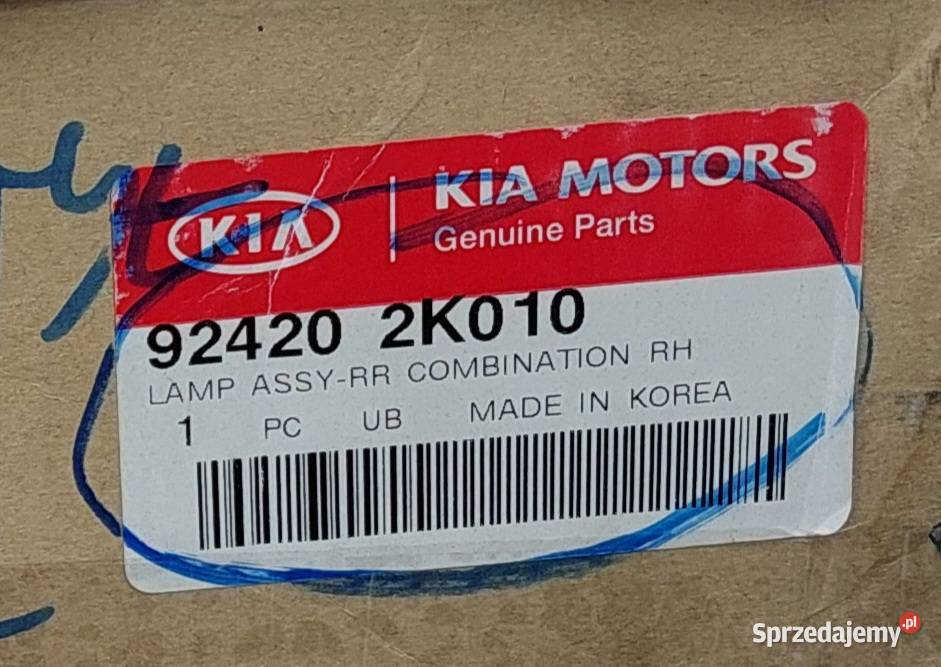 KIA
KIA MOTORS
Genuine Parts
92420 2K010
LAMP ASSY-RR COMBINATION RH
1 PC UB MADE IN KOREA
Sprzedajemy.pl